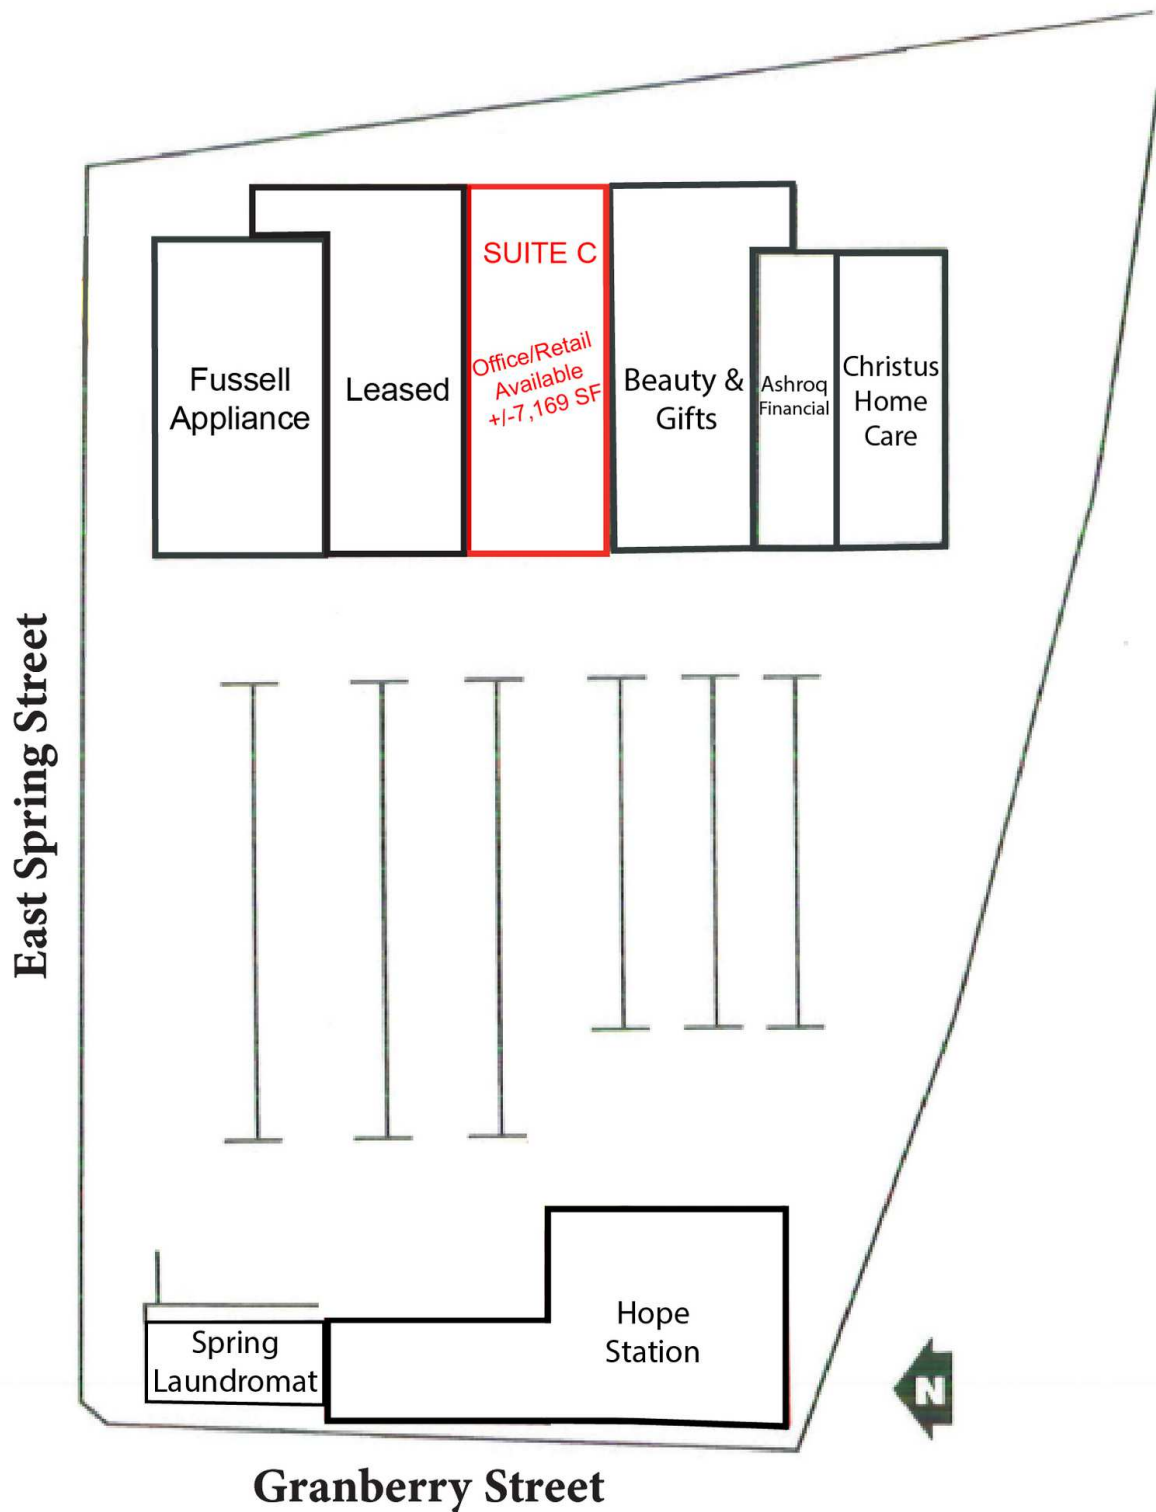 SUITE C
Office/Retail
Available
+/-7,169 SF
Fussell
Appliance
Leased
Beauty &
Gifts
Ashroq
Financial
Christus
Home
Care
East Spring Street
Hope
Station
Spring
Laundromat
N
Granberry Street